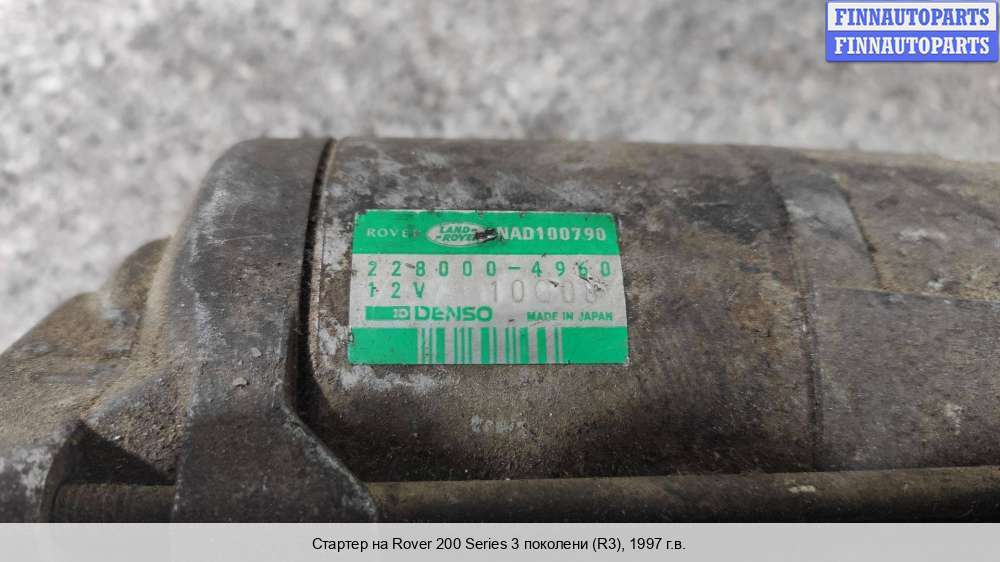 FINNAUTOPARTS
FINNAUTOPARTS
ROVER LAND-ROVER NAD100790
228000-4960
12V
DENSO MADE IN JAPAN
Стартер на Rover 200 Series 3 поколени (R3), 1997 г.в.